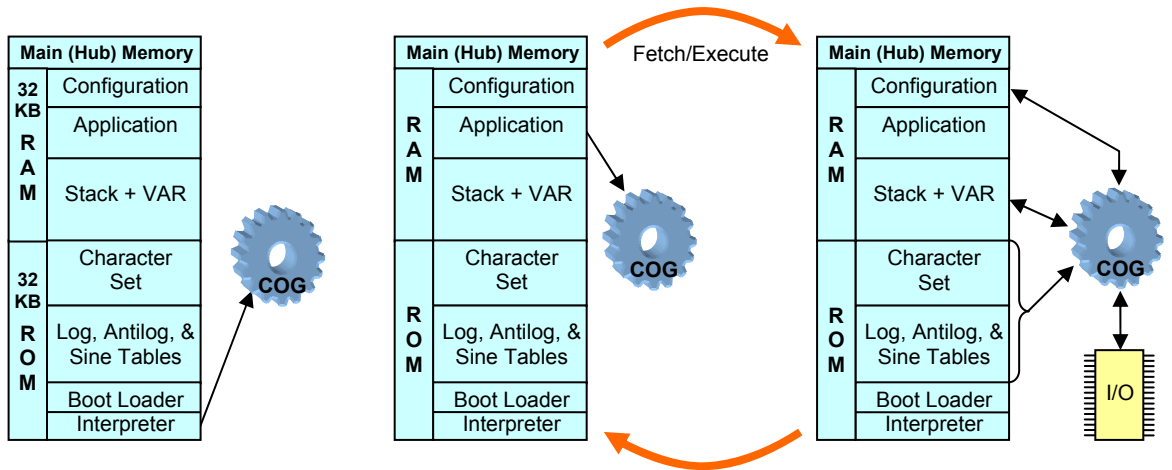 Main (Hub) Memory
32
KB
R
A
M
Configuration
Application
Stack + VAR
32
KB
R
O
M
Character
Set
Log, Antilog, &
Sine Tables
Boot Loader
Interpreter
COG
Main (Hub) Memory
R
A
M
Configuration
Application
Stack + VAR
R
O
M
Character
Set
Log, Antilog, &
Sine Tables
Boot Loader
Interpreter
COG
Fetch/Execute
Main (Hub) Memory
R
A
M
Configuration
Application
Stack + VAR
R
O
M
Character
Set
Log, Antilog, &
Sine Tables
Boot Loader
Interpreter
COG
I/O